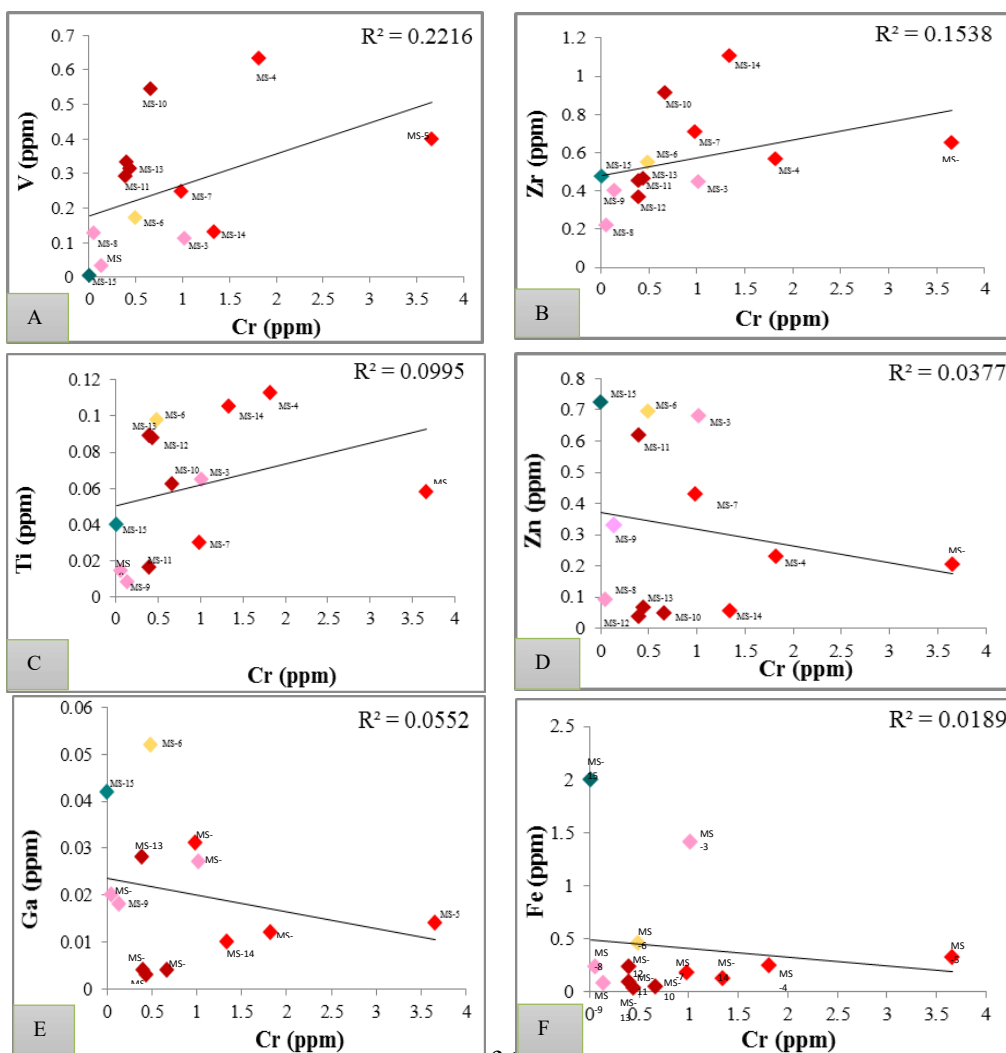 R² = 0.2216
0.7
0.6
0.5
0.4
0.3
0.2
0.1
0
V (ppm)
MS-4
MS-10
MS-5
MS-13
MS-11
MS-7
MS-6
MS-8
MS-3
MS-14
MS
MS-15
0 0.5 1 1.5 2 2.5 3 3.5 4
Cr (ppm)
A
R² = 0.1538
1.2
1
0.8
0.6
0.4
0.2
0
Zr (ppm)
MS-14
MS-10
MS-7
MS-6
MS-
MS-15
MS-4
MS-13
MS-11
MS-3
MS-9
MS-12
MS-8
0 0.5 1 1.5 2 2.5 3 3.5 4
Cr (ppm)
B
R² = 0.0995
0.12
0.1
0.08
0.06
0.04
0.02
0
Ti (ppm)
MS-4
MS-14
MS-6
MS-13
MS-12
MS-10
MS-3
MS
MS-15
MS-7
MS-11
MS
MS-9
0 0.5 1 1.5 2 2.5 3 3.5 4
Cr (ppm)
C
R² = 0.0377
0.8
0.7
0.6
0.5
0.4
0.3
0.2
0.1
0
Zn (ppm)
MS-15
MS-6
MS-3
MS-11
MS-7
MS-9
MS-4
MS-
MS-8
MS-13
MS-12
MS-10
MS-14
0 0.5 1 1.5 2 2.5 3 3.5 4
Cr (ppm)
D
R² = 0.0552
0.06
0.05
0.04
0.03
0.02
0.01
0
Ga (ppm)
MS-6
MS-15
MS-13
MS-
MS-
MS-
MS-9
MS-5
MS-
MS-14
MS-
MS-
MS
0 0.5 1 1.5 2 2.5 3 3.5 4
Cr (ppm)
E
R² = 0.0189
2.5
2
1.5
1
0.5
0
Fe (ppm)
MS-
15
MS
-3
MS
-6
MS
-5
MS
-8
MS-
12
MS
-7
MS-
14
MS
-4
MS
-9
MS-
13
MS-
11
MS-
10
0 0.5 1 1.5 2 2.5 3 3.5 4
Cr (ppm)
F